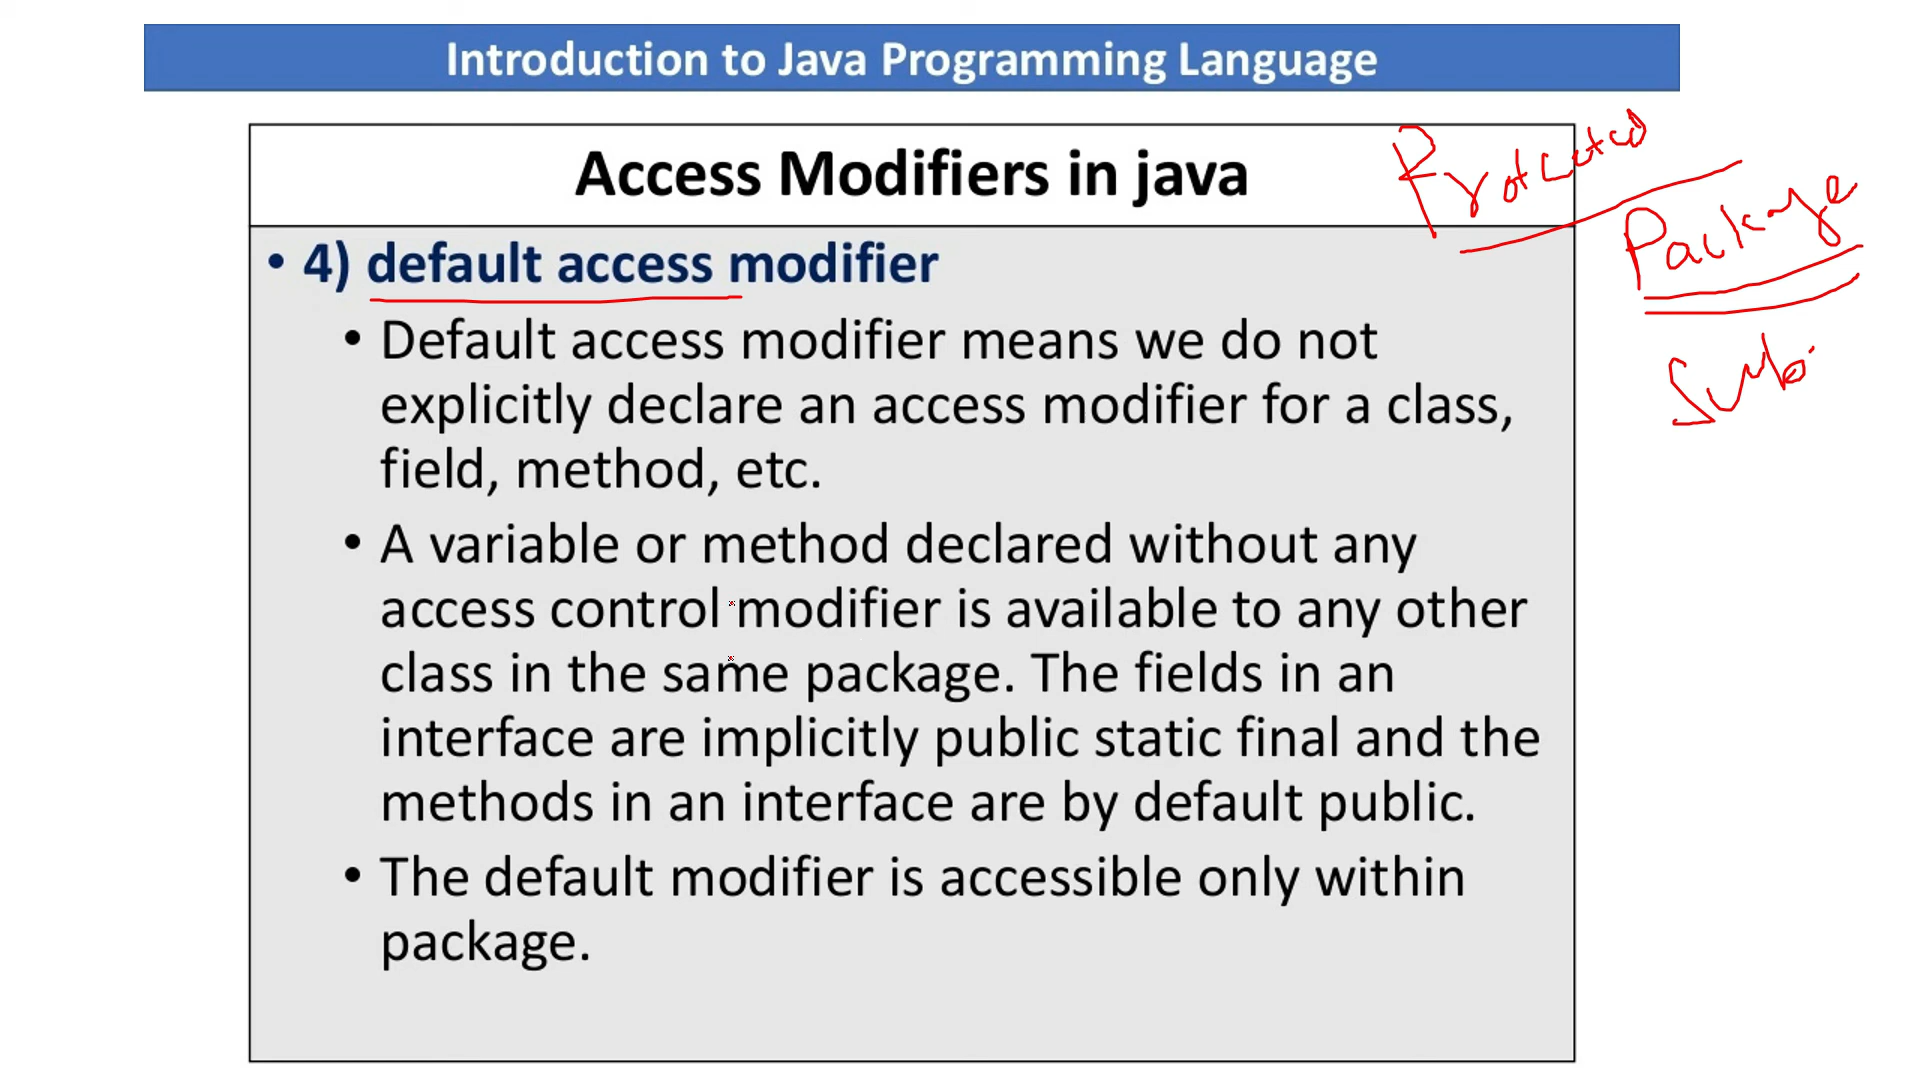 Introduction to Java Programming Language
Access Modifiers in java
Protected
Package
Sub
• 4) default access modifier
• Default access modifier means we do not
explicitly declare an access modifier for a class,
field, method, etc.
• A variable or method declared without any
access control modifier is available to any other
class in the same package. The fields in an
interface are implicitly public static final and the
methods in an interface are by default public.
• The default modifier is accessible only within
package.